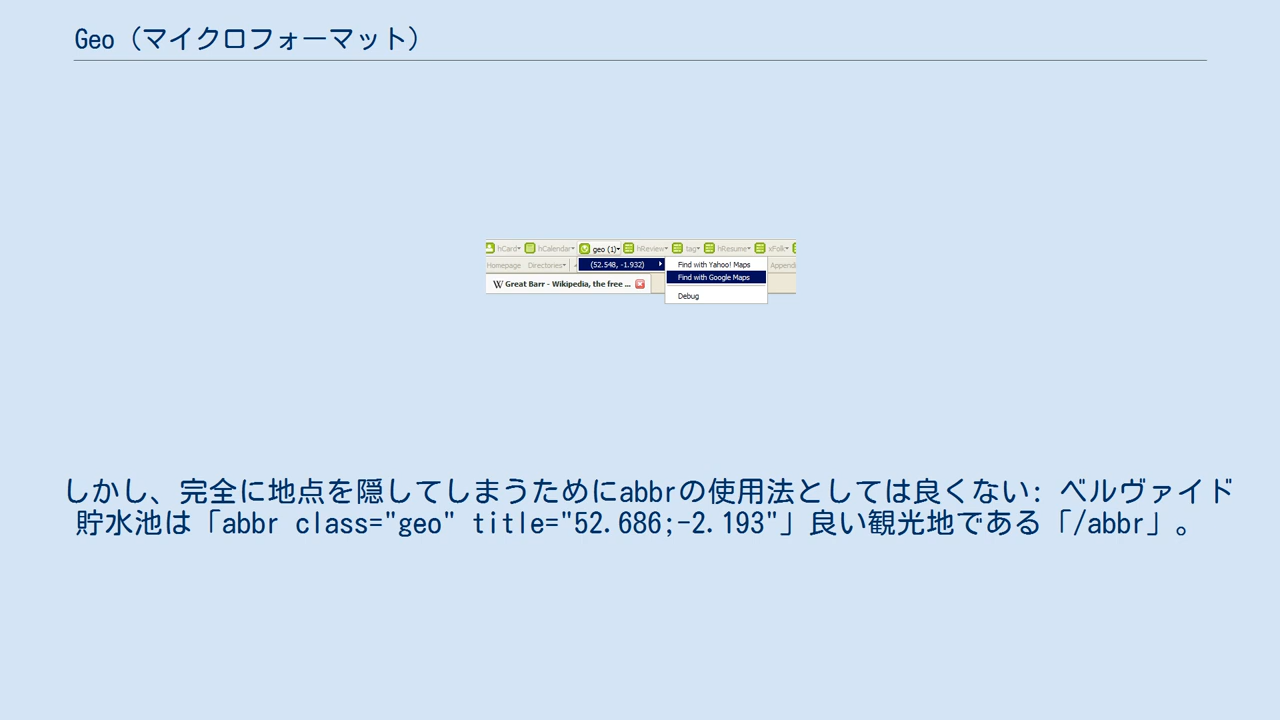 Geo（マイクロフォーマット）
hCard hCalendar geo (1) hReview tag hResume xFolk
Homepage Directories (52.548, -1.932) Find with Yahoo! Maps Appendi
Find with Google Maps
Great Barr - Wikipedia, the free ...
Debug
しかし、完全に地点を隠してしまうためにabbrの使用法としては良くない: ベルヴァイド
貯水池は「abbr class="geo" title="52.686;-2.193"」良い観光地である「/abbr」。